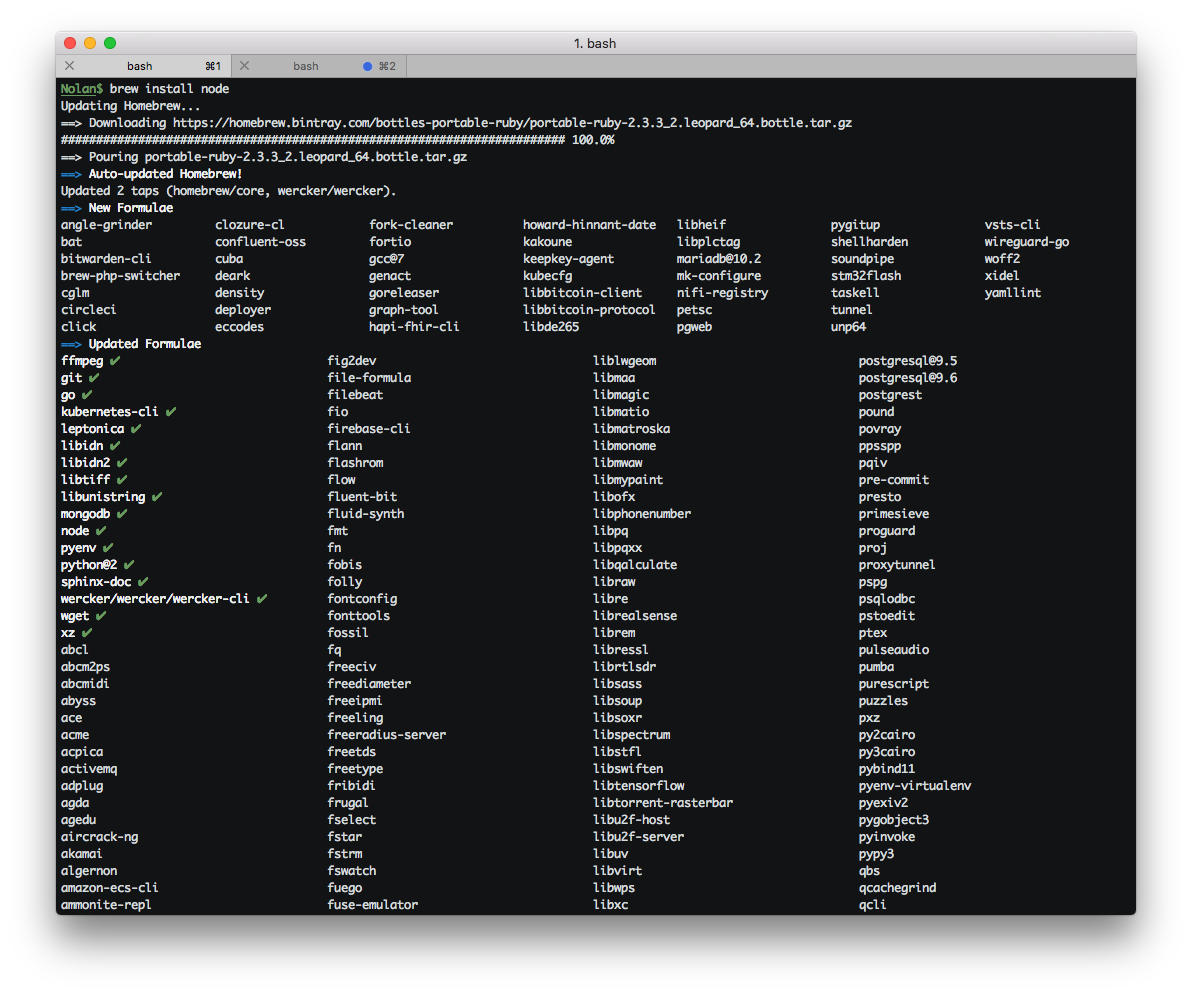 1. bash
bash ⌘1 bash ⌘2
Nolan$ brew install node
Updating Homebrew...
==> Downloading https://homebrew.bintray.com/bottles-portable-ruby/portable-ruby-2.3.3_2.leopard_64.bottle.tar.gz
######################################################################## 100.0%
==> Pouring portable-ruby-2.3.3_2.leopard_64.bottle.tar.gz
==> Auto-updated Homebrew!
Updated 2 taps (homebrew/core, wercker/wercker).
==> New Formulae
angle-grinder clozure-cl fork-cleaner howard-hinnant-date libheif pygitup vsts-cli
bat confluent-oss fortio kakoune libplctag shellharden wireguard-go
bitwarden-cli cuba gcc@7 keepkey-agent mariadb@10.2 soundpipe woff2
brew-php-switcher deark genact kubecfg mk-configure stm32flash xidel
cglm density goreleaser libbitcoin-client nifi-registry taskell yamllint
circleci deployer graph-tool libbitcoin-protocol petsc tunnel
click eccodes hapi-fhir-cli libde265 pgweb unp64
==> Updated Formulae
ffmpeg ✔ fig2dev liblwgeom postgresql@9.5
git ✔ file-formula libmaa postgresql@9.6
go ✔ filebeat libmagic postgrest
kubernetes-cli ✔ fio libmatio pound
leptonica ✔ firebase-cli libmatroska povray
libidn ✔ flann libmonome ppsspp
libidn2 ✔ flashrom libmwaw pqiv
libtiff ✔ flow libmypaint pre-commit
libunistring ✔ fluent-bit libofx presto
mongodb ✔ fluid-synth libphonenumber primesieve
node ✔ fmt libpq proguard
pyenv ✔ fn libpqxx proj
python@2 ✔ fobis libqalculate proxytunnel
sphinx-doc ✔ folly libraw pspg
wercker/wercker/wercker-cli ✔ fontconfig libre psqlodbc
wget ✔ fonttools librealsense pstoedit
xz ✔ fossil librem ptex
abcl fq libressl pulseaudio
abcm2ps freeciv librtlsdr pumba
abcmidi freediameter libsass purescript
abyss freeipmi libsoup puzzles
ace freeling libsoxr pxz
acme freeradius-server libspectrum py2cairo
acpica freetds libstfl py3cairo
activemq freetype libswiften pybind11
adplug fribidi libtensorflow pyenv-virtualenv
agda frugal libtorrent-rasterbar pyexiv2
agedu fselect libu2f-host pygobject3
aircrack-ng fstar libu2f-server pyinvoke
akamai fstrm libuv pypy3
algernon fswatch libvirt qbs
amazon-ecs-cli fuego libwps qcachegrind
ammonite-repl fuse-emulator libxc qcli